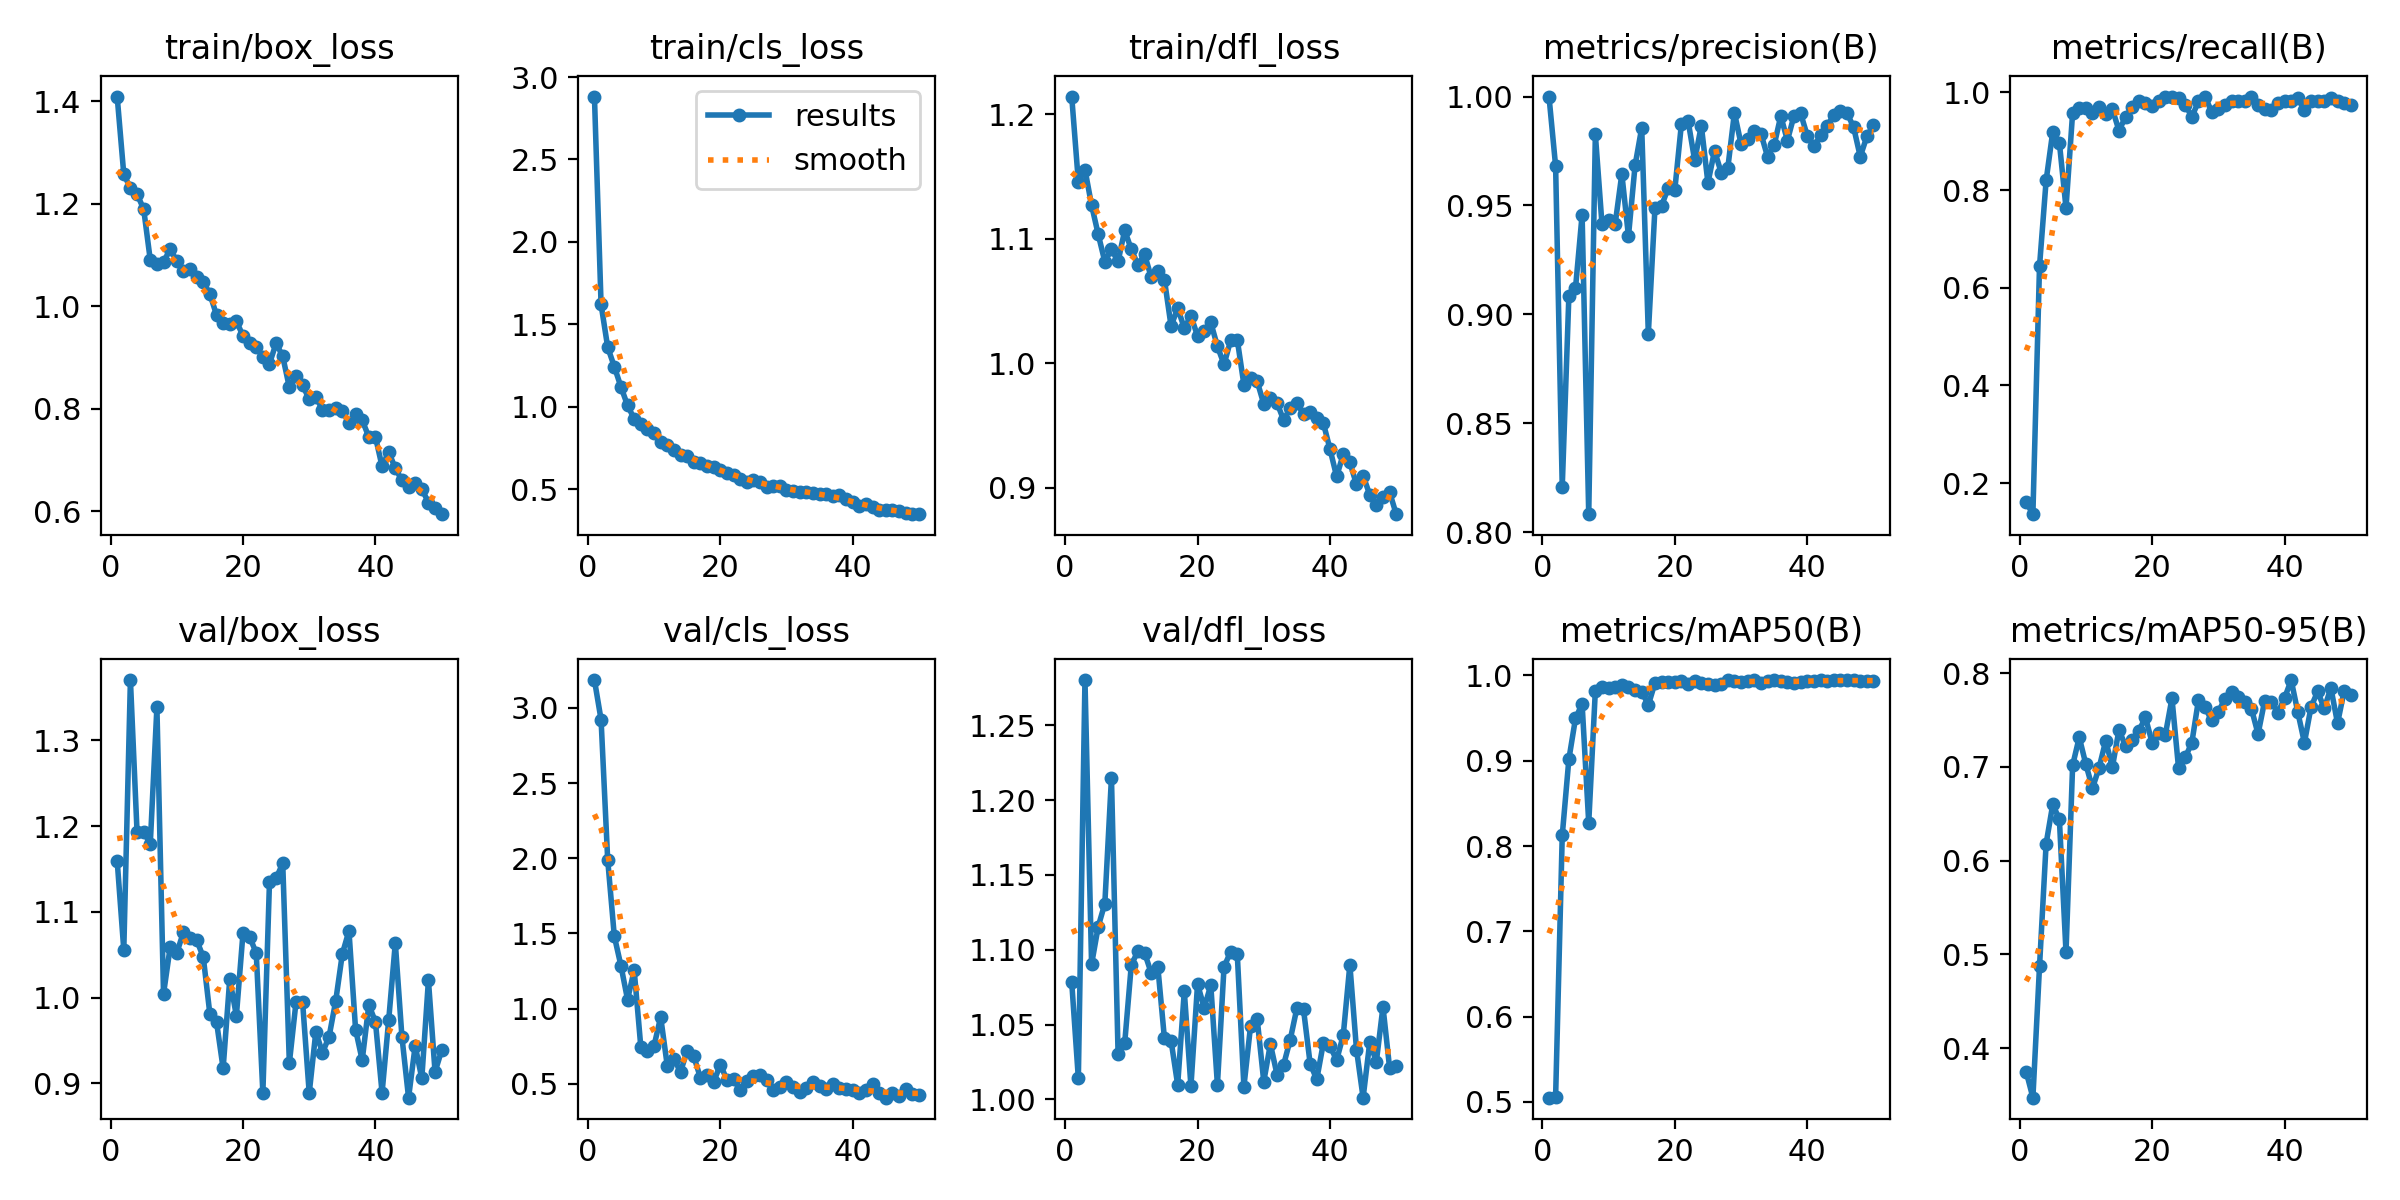 train/box_loss
1.4
1.2
1.0
0.8
0.6
0 20 40
train/cls_loss
3.0
2.5
2.0
1.5
1.0
0.5
results
smooth
0 20 40
train/dfl_loss
1.2
1.1
1.0
0.9
0 20 40
metrics/precision(B)
1.00
0.95
0.90
0.85
0.80
0 20 40
metrics/recall(B)
1.0
0.8
0.6
0.4
0.2
0 20 40
val/box_loss
1.3
1.2
1.1
1.0
0.9
0 20 40
val/cls_loss
3.0
2.5
2.0
1.5
1.0
0.5
0 20 40
val/dfl_loss
1.25
1.20
1.15
1.10
1.05
1.00
0 20 40
metrics/mAP50(B)
1.0
0.9
0.8
0.7
0.6
0.5
0 20 40
metrics/mAP50-95(B)
0.8
0.7
0.6
0.5
0.4
0 20 40